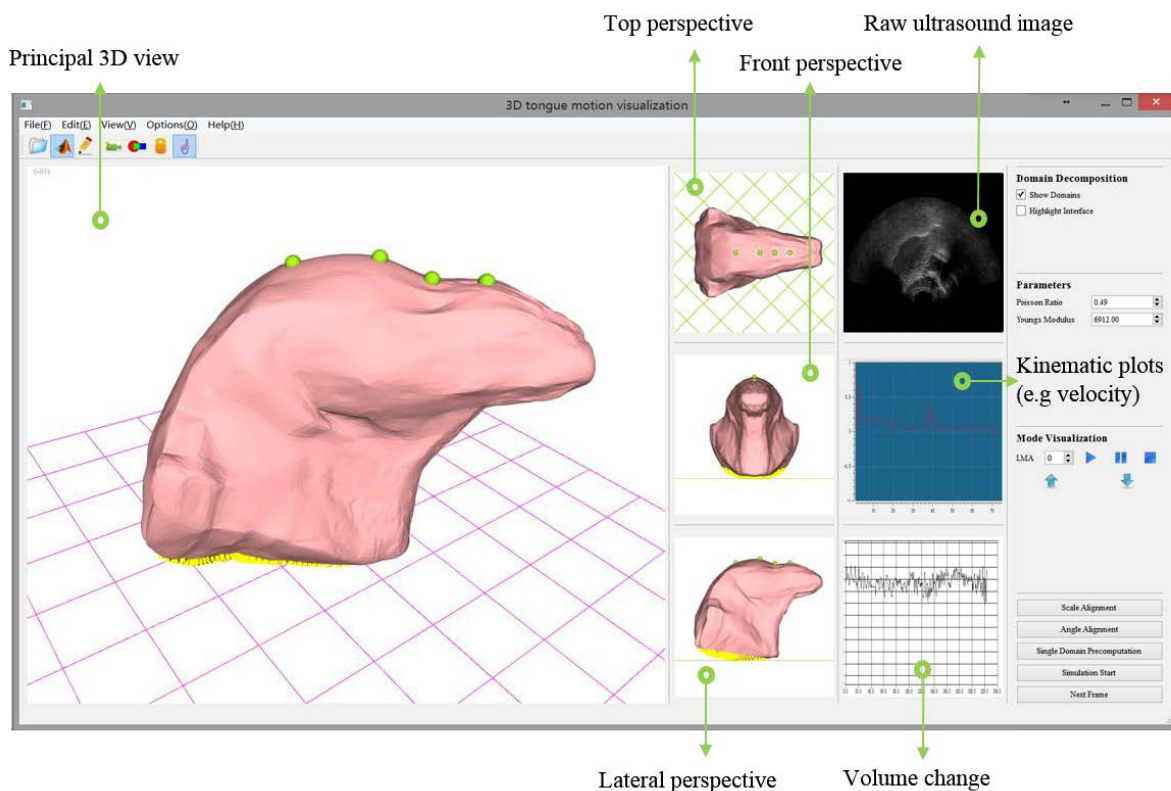 Top perspective
Raw ultrasound image
Principal 3D view
Front perspective
3D tongue motion visualization
File(F) Edit(E) View(V) Options(O) Help(H)
64Hz
Domain Decomposition
Show Domains
Highlight Interface
Parameters
Poisson Ratio 0.49
Youngs Modulus 6912.00
Kinematic plots
(e.g velocity)
Mode Visualization
LMA 0
Scale Alignment
Angle Alignment
Single Domain Precomputation
Simulation Start
Next Frame
Lateral perspective
Volume change